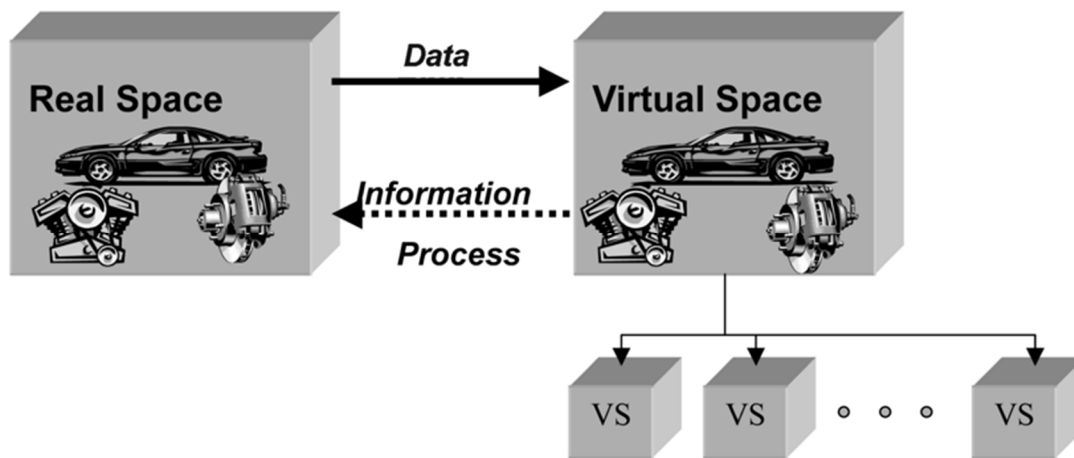 Data
Real Space
Virtual Space
Information
Process
VS
VS
VS